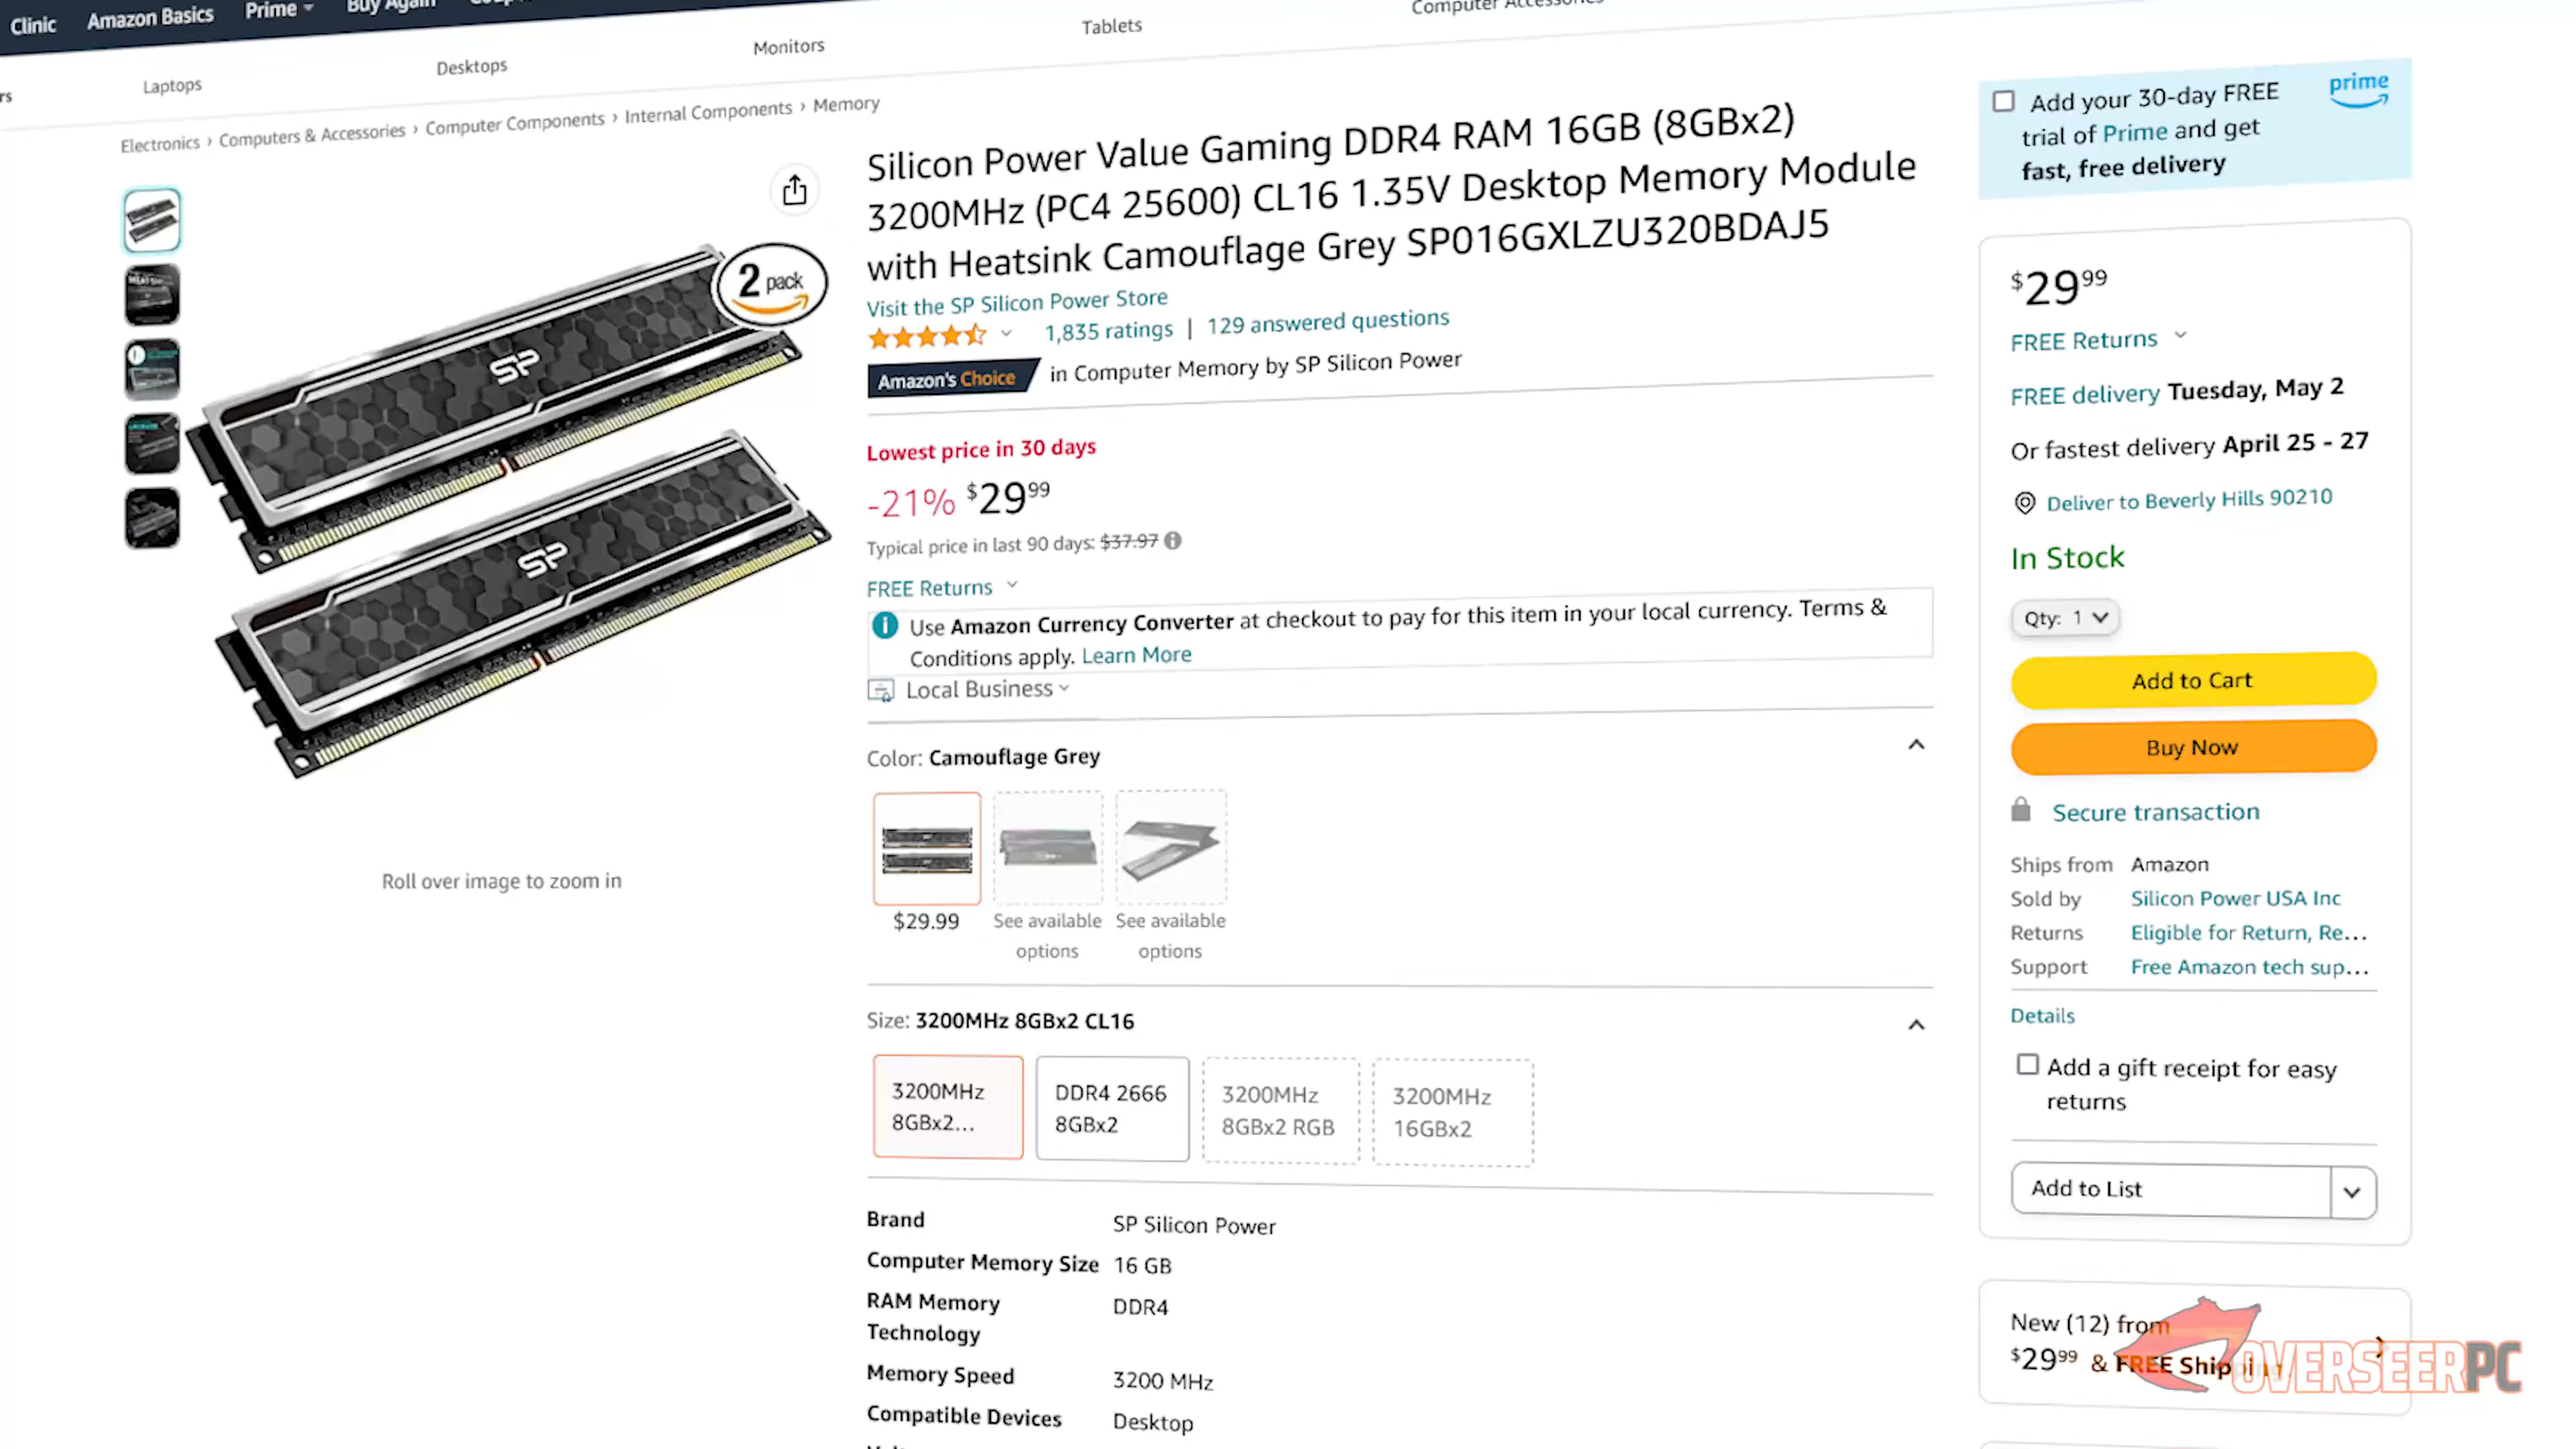 Clinic
Amazon Basics
Prime
Buy Again
Laptops
Desktops
Monitors
Tablets
Computer Accessories
rs
Electronics › Computers & Accessories › Computer Components › Internal Components › Memory
2 pack
SP
SP
Roll over image to zoom in
Silicon Power Value Gaming DDR4 RAM 16GB (8GBx2)
3200MHz (PC4 25600) CL16 1.35V Desktop Memory Module
with Heatsink Camouflage Grey SP016GXLZU320BDAJ5
Visit the SP Silicon Power Store
1,835 ratings | 129 answered questions
Amazon's Choice in Computer Memory by SP Silicon Power
Lowest price in 30 days
-21% $29 99
Typical price in last 90 days: $37.97
FREE Returns
Use Amazon Currency Converter at checkout to pay for this item in your local currency. Terms &
Conditions apply. Learn More
Local Business
Color: Camouflage Grey
$29.99
See available
options
See available
options
Size: 3200MHz 8GBx2 CL16
3200MHz
8GBx2...
DDR4 2666
8GBx2
3200MHz
8GBx2 RGB
3200MHz
16GBx2
Brand SP Silicon Power
Computer Memory Size 16 GB
RAM Memory DDR4
Technology
Memory Speed 3200 MHz
Compatible Devices Desktop
Add your 30-day FREE
trial of Prime and get
fast, free delivery
prime
$29 99
FREE Returns
FREE delivery Tuesday, May 2
Or fastest delivery April 25 - 27
Deliver to Beverly Hills 90210
In Stock
Qty: 1
Add to Cart
Buy Now
Secure transaction
Ships from Amazon
Sold by Silicon Power USA Inc
Returns Eligible for Return, Re...
Support Free Amazon tech sup...
Details
Add a gift receipt for easy
returns
Add to List
New (12) from
$29 99 & FREE Shipping
OVERSEERPC